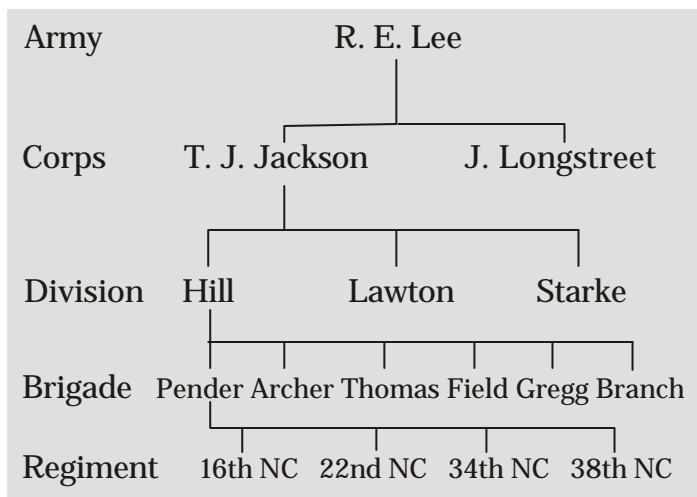 Army R. E. Lee
Corps T. J. Jackson J. Longstreet
Division Hill Lawton Starke
Brigade Pender Archer Thomas Field Gregg Branch
Regiment 16th NC 22nd NC 34th NC 38th NC